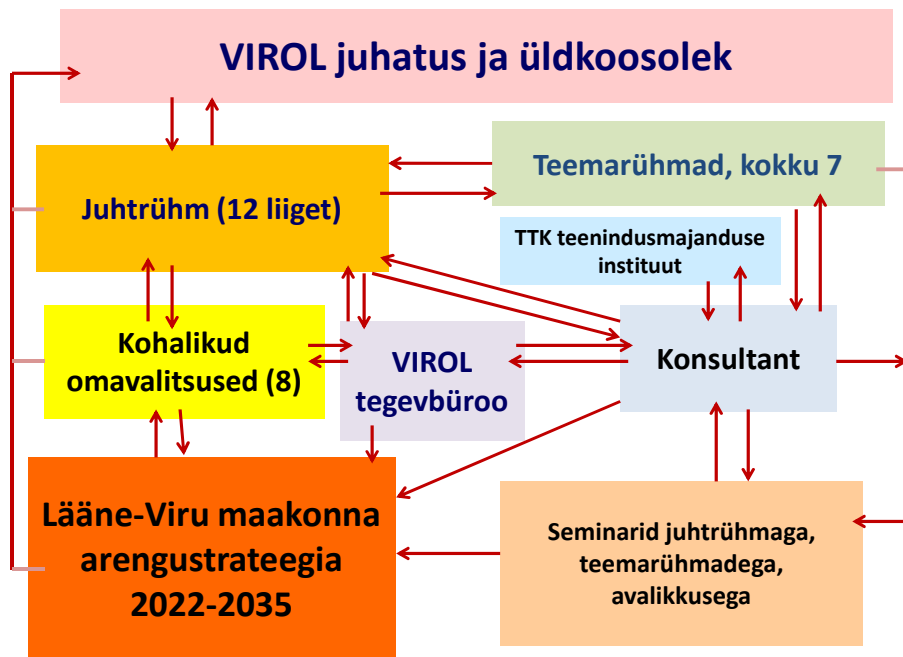 VIROL juhatus ja üldkoosolek
Teemarühmad, kokku 7
Juhtrühm (12 liiget)
TTK teenindusmajanduse
instituut
Kohalikud
omavalitsused (8)
VIROL
tegevbüroo
Konsultant
Lääne-Viru maakonna
arengustrateegia
2022-2035
Seminarid juhtrühmaga,
teemarühmadega,
avalikkusega